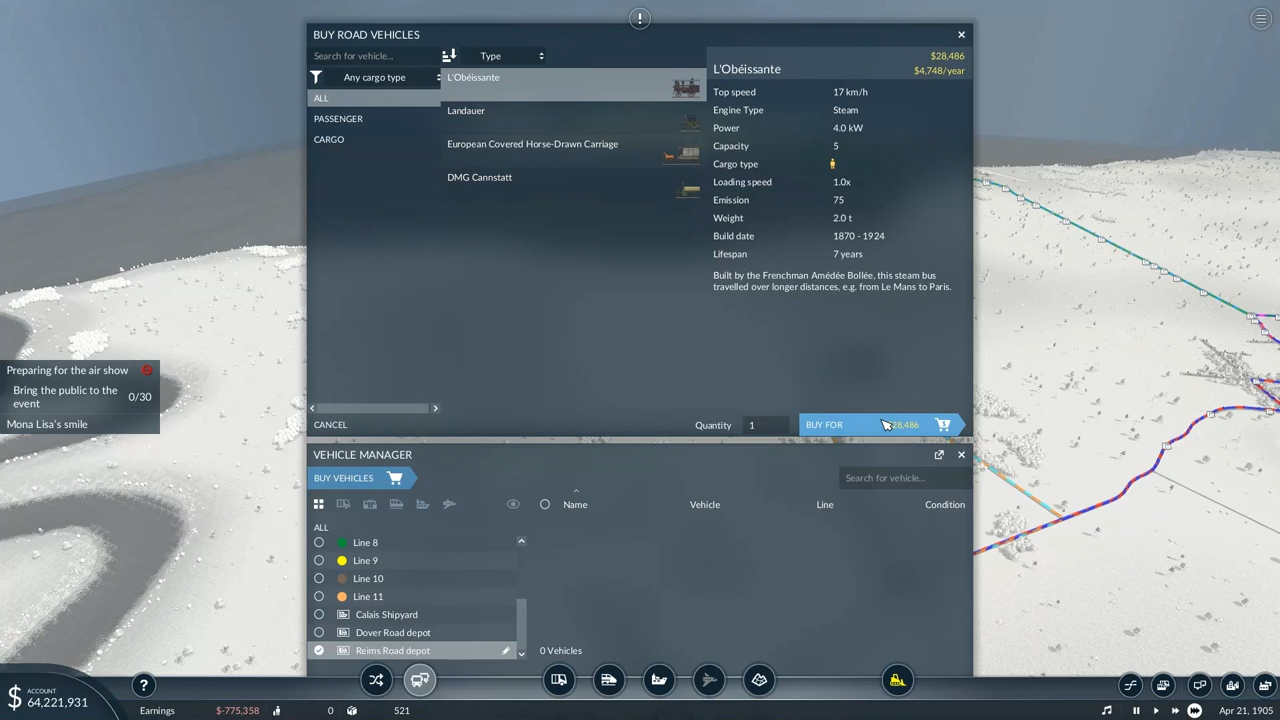 BUY ROAD VEHICLES
Search for vehicle...
Type
$28,486
L'Obéissante
$4,748/year
Any cargo type
ALL
PASSENGER
CARGO
L'Obéissante
Landauer
European Covered Horse-Drawn Carriage
DMG Cannstatt
Top speed 17 km/h
Engine Type Steam
Power 4.0 kW
Capacity 5
Cargo type
Loading speed 1.0x
Emission 75
Weight 2.0 t
Build date 1870 - 1924
Lifespan 7 years
Built by the Frenchman Amédée Bollée, this steam bus
travelled over longer distances, e.g. from Le Mans to Paris.
CANCEL
Quantity 1
BUY FOR 28,486
Preparing for the air show
Bring the public to the
event 0/30
Mona Lisa's smile
VEHICLE MANAGER
BUY VEHICLES
Search for vehicle...
Name Vehicle Line Condition
ALL
Line 8
Line 9
Line 10
Line 11
Calais Shipyard
Dover Road depot
Reims Road depot
0 Vehicles
$ ACCOUNT
64,221,931
?
Earnings $-775,358 0 521
Apr 21, 1905